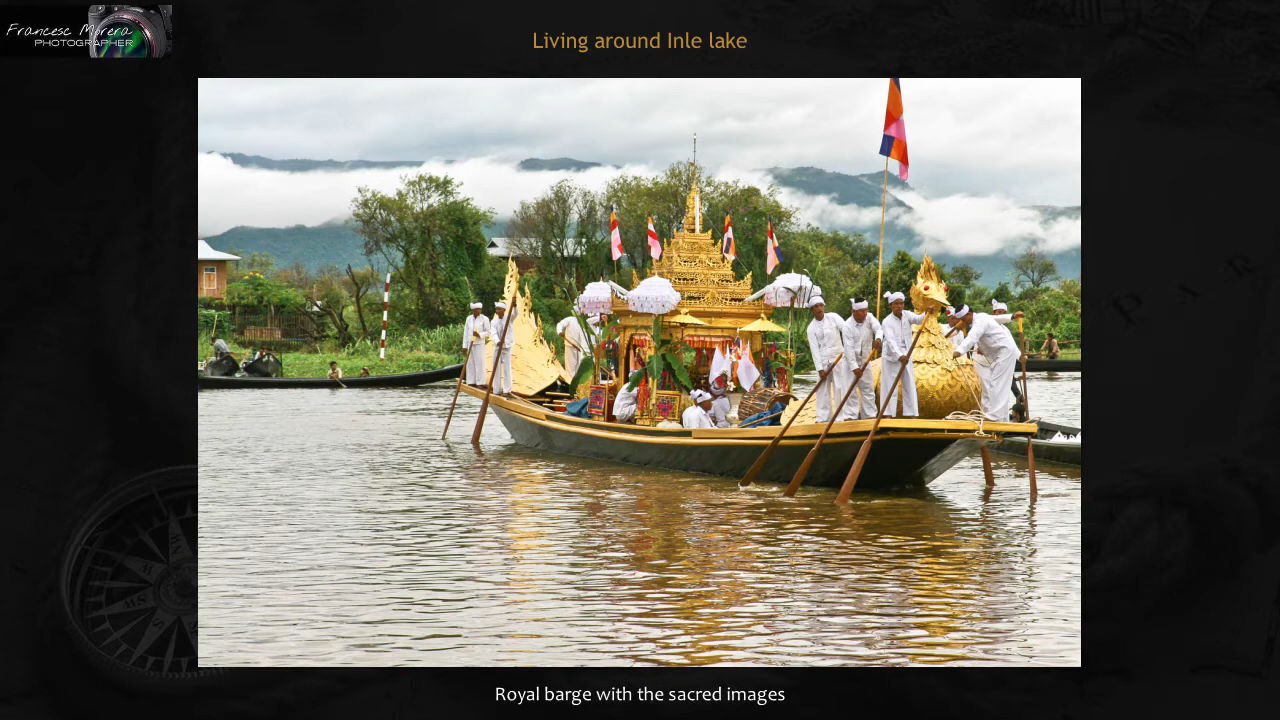 Francesc Morera
PHOTOGRAPHER
Living around Inle lake
Royal barge with the sacred images